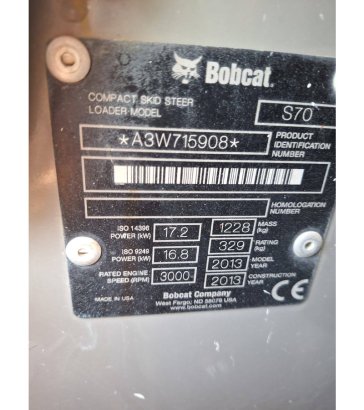 Bobcat.
COMPACT SKID STEER
LOADER MODEL
S70
*A3W715908*
PRODUCT
IDENTIFICATION
NUMBER
HOMOLOGATION
NUMBER
ISO 14396
POWER (kW) 17.2 1228 MASS (kg)
ISO 9249
POWER (kW) 16.8 329 RATING (kg)
2013 MODEL YEAR
RATED ENGINE
SPEED (RPM) 3000 2013 CONSTRUCTION YEAR
MADE IN USA
Bobcat Company
West Fargo, ND 58078 USA
www.bobcat.com
CE